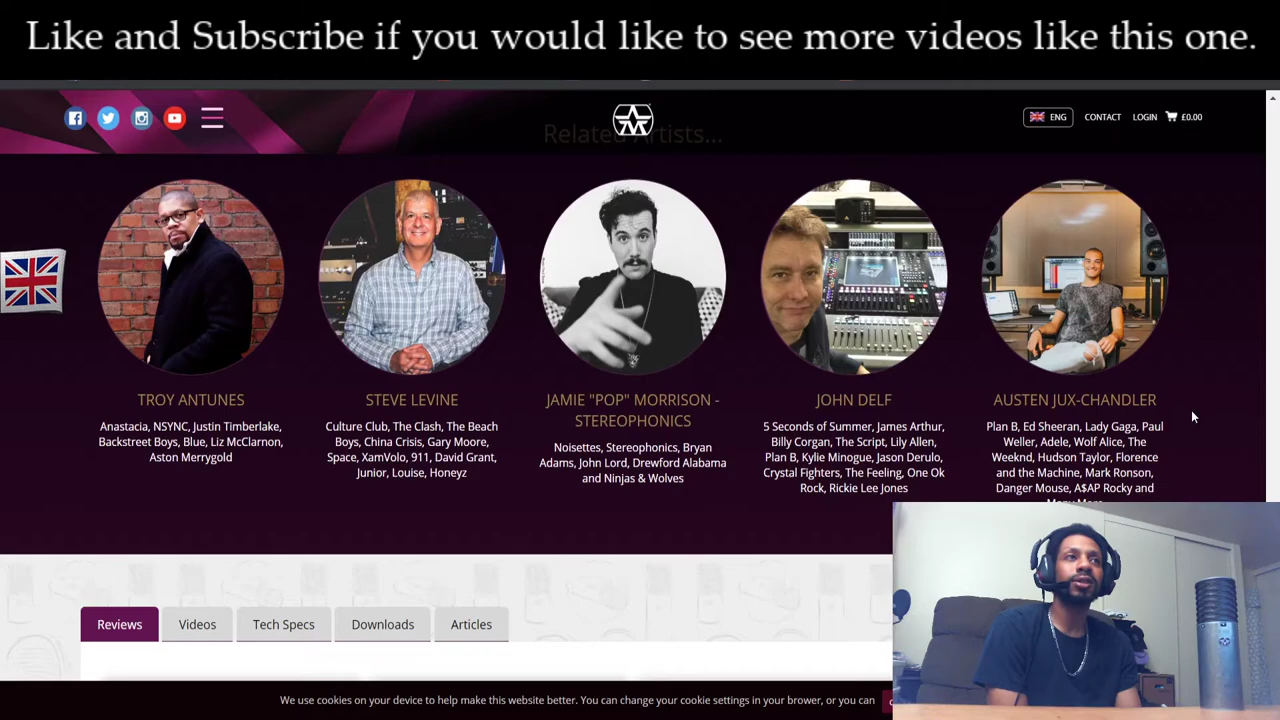 Like and Subscribe if you would like to see more videos like this one.
ENG
CONTACT
LOGIN
£0.00
Related Artists...
TROY ANTUNES
Anastacia, NSYNC, Justin Timberlake,
Backstreet Boys, Blue, Liz McClarnon,
Aston Merrygold
STEVE LEVINE
Culture Club, The Clash, The Beach
Boys, China Crisis, Gary Moore,
Space, XamVolo, 911, David Grant,
Junior, Louise, Honeyz
JAMIE "POP" MORRISON -
STEREOPHONICS
Noisettes, Stereophonics, Bryan
Adams, John Lord, Drewford Alabama
and Ninjas & Wolves
JOHN DELF
5 Seconds of Summer, James Arthur,
Billy Corgan, The Script, Lily Allen,
Plan B, Kylie Minogue, Jason Derulo,
Crystal Fighters, The Feeling, One Ok
Rock, Rickie Lee Jones
AUSTEN JUX-CHANDLER
Plan B, Ed Sheeran, Lady Gaga, Paul
Weller, Adele, Wolf Alice, The
Weeknd, Hudson Taylor, Florence
and the Machine, Mark Ronson,
Danger Mouse, A$AP Rocky and
Many More
Reviews
Videos
Tech Specs
Downloads
Articles
We use cookies on your device to help make this website better. You can change your cookie settings in your brower, or you can